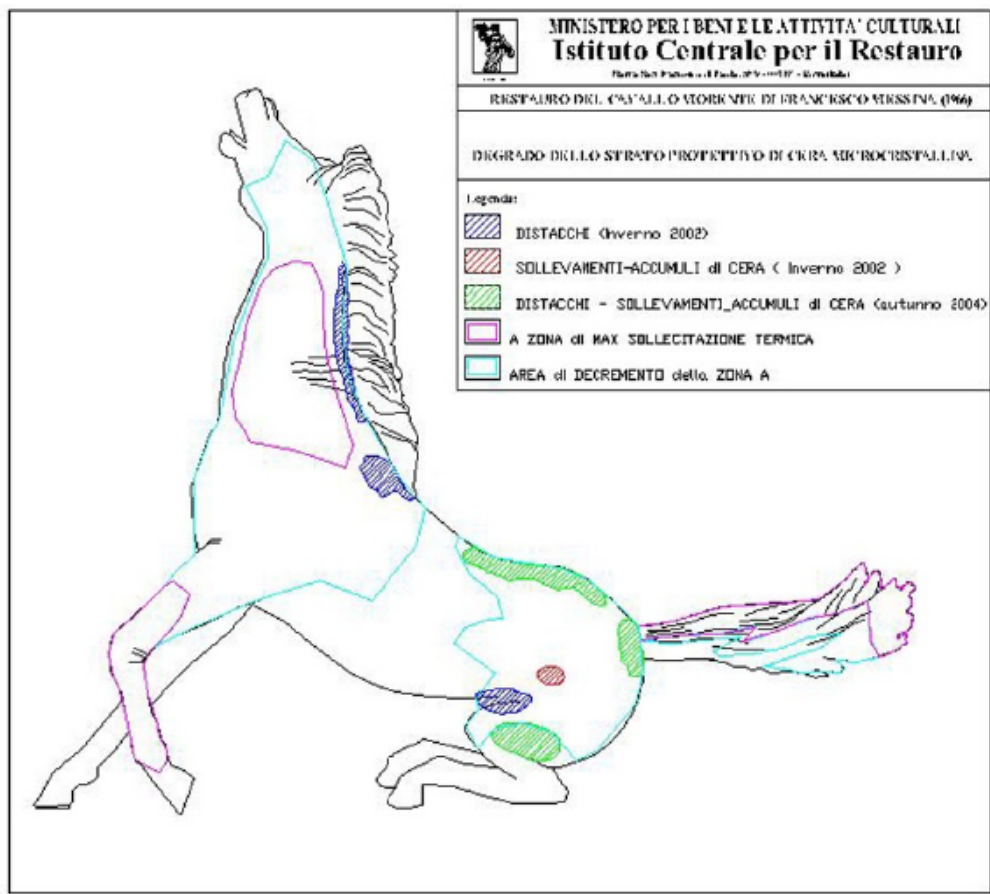 MINISTERO PER I BENI E LE ATTIVITA' CULTURALI
Istituto Centrale per il Restauro
RESTAURO DEL CAVALLO MORENTE DI FRANCESCO MESSINA (1966)
DEGRADO DELLO STRATO PROTETTIVO DI CERA MICROCRISTALLINA
Legenda:
DISTACCHI (Inverno 2002)
SOLLEVAMENTI-ACCUMULI di CERA ( Inverno 2002 )
DISTACCHI - SOLLEVAMENTI_ACCUMULI di CERA (autunno 2004)
A ZONA di MAX SOLLECITAZIONE TERMICA
AREA di DECREMENTO della ZONA A